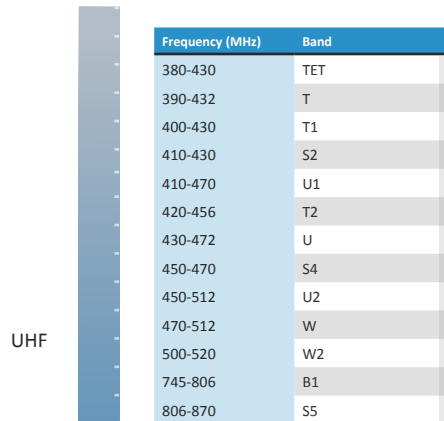 Frequency (MHz) Band
380-430 TET
390-432 T
400-430 T1
410-430 S2
410-470 U1
420-456 T2
430-472 U
450-470 S4
450-512 U2
470-512 W
UHF
500-520 W2
745-806 B1
806-870 S5